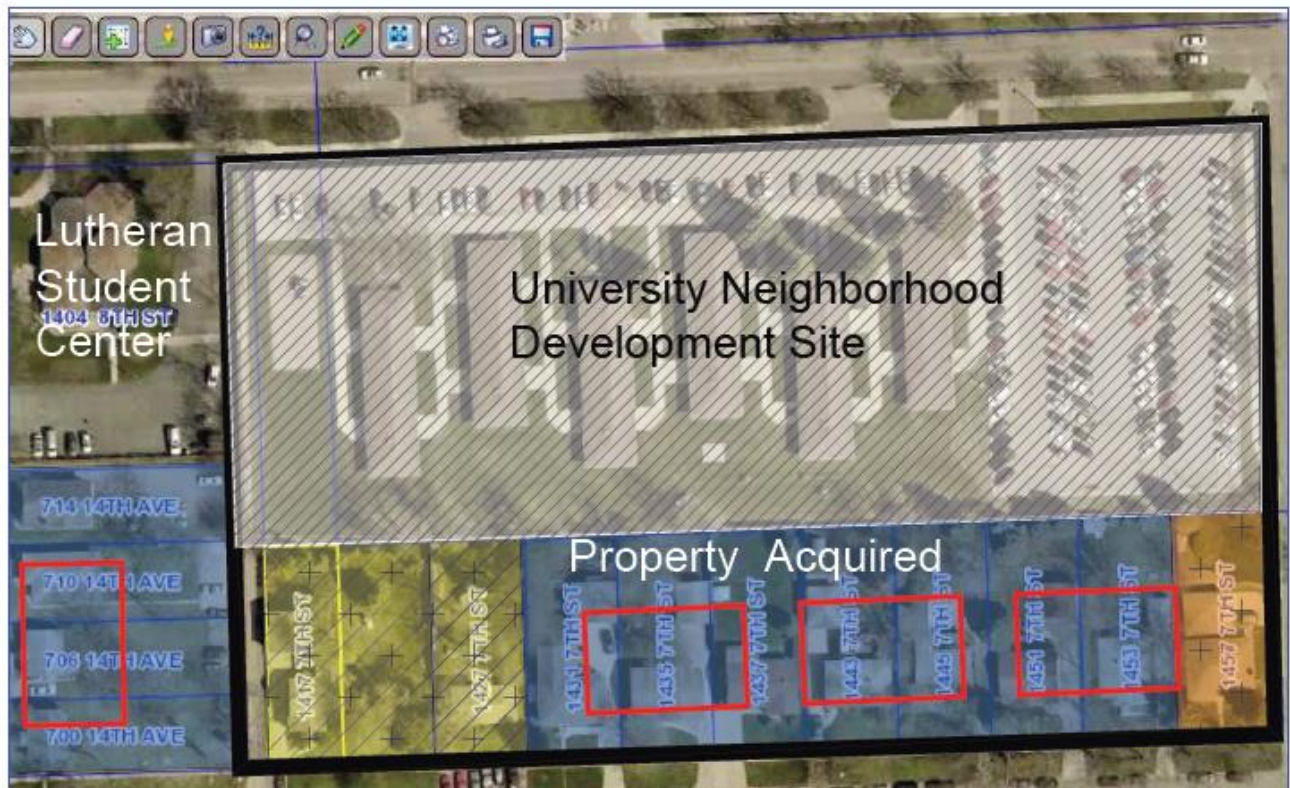 Lutheran
Student
1404 8TH ST
Center
University Neighborhood
Development Site
714 14TH AVE
710 14TH AVE
706 14TH AVE
700 14TH AVE
Property Acquired
1417 7TH ST
1427 7TH ST
1431 7TH ST
1435 7TH ST
1437 7TH ST
1443 7TH ST
1445 7TH ST
1451 7TH ST
1453 7TH ST
1457 7TH ST